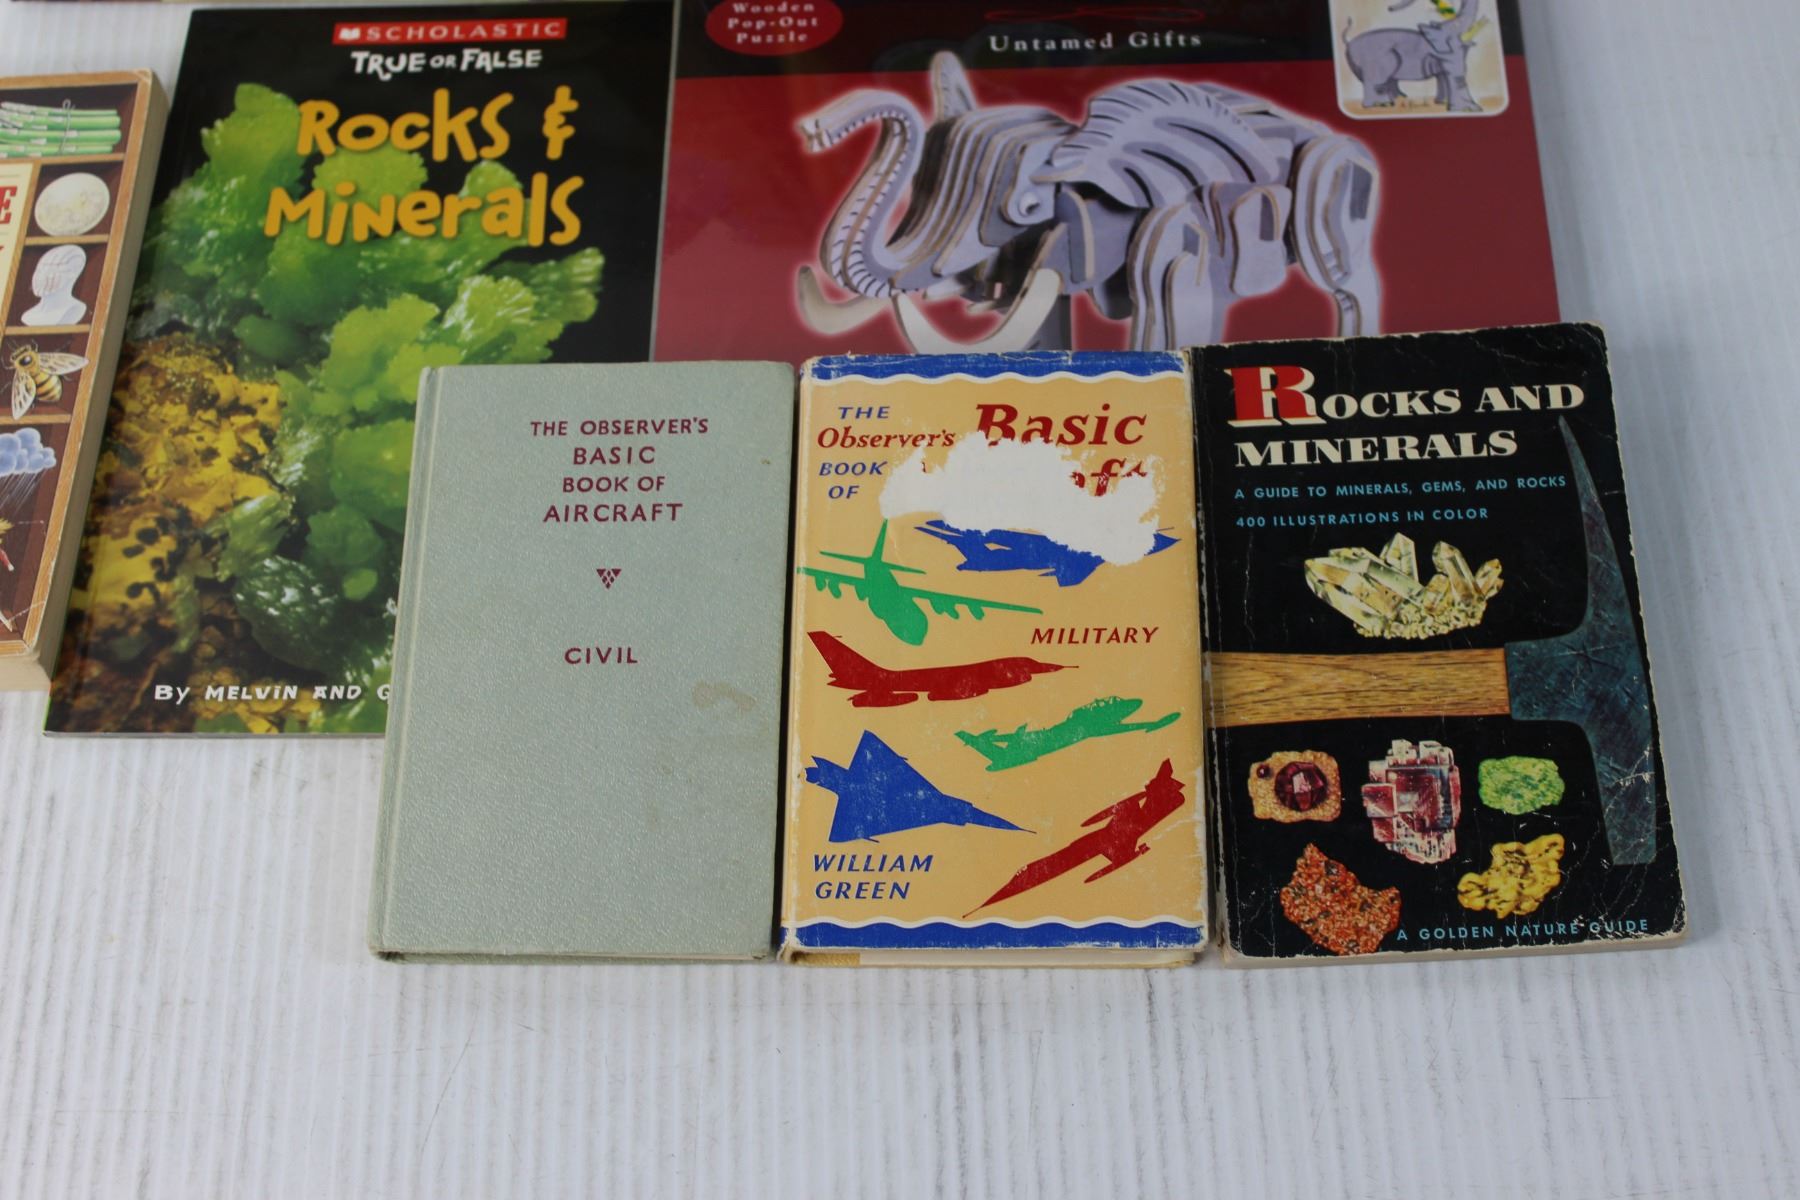 SCHOLASTIC
TRUE OR FALSE
Rocks &
Minerals
By MELVIN AND
Wooden
Pop-Out
Puzzle
Untamed Gifts
THE OBSERVER'S
BASIC
BOOK OF
AIRCRAFT
CIVIL
THE
Observer's Basic
BOOK
OF
MILITARY
WILLIAM
GREEN
ROCKS AND
MINERALS
A GUIDE TO MINERALS, GEMS, AND ROCKS
400 ILLUSTRATIONS IN COLOR
A GOLDEN NATURE GUIDE